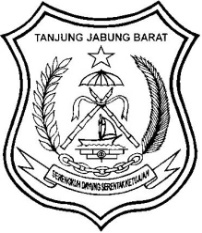 TANJUNG JABUNG BARAT
SERENGKUH DAYUNG SERENTAK KETUJUAN